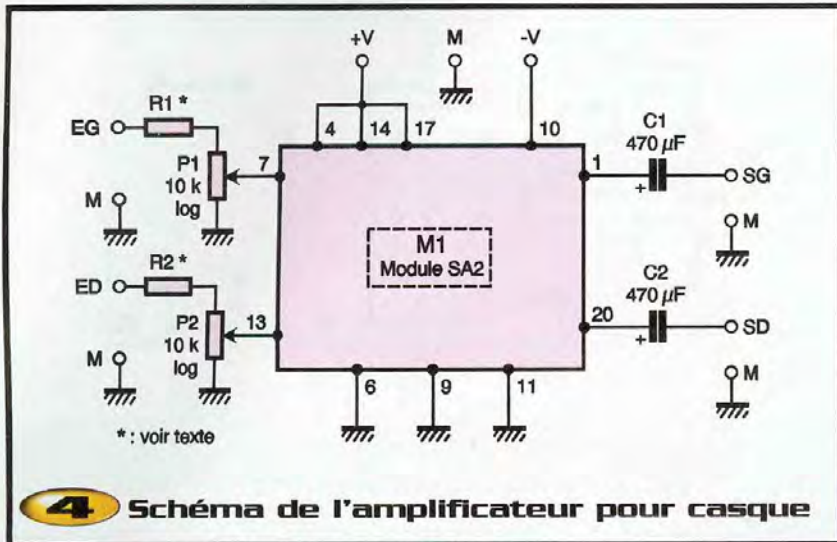 +V
M
-V
R1 *
EG
4
14
17
10
C1
470 µF
P1
10 k
log
7
1
+
SG
M
M
M1
Module SA2
R2 *
ED
C2
470 µF
P2
10 k
log
13
20
+
SD
M
M
6
9
11
* : voir texte
4 Schéma de l'amplificateur pour casque